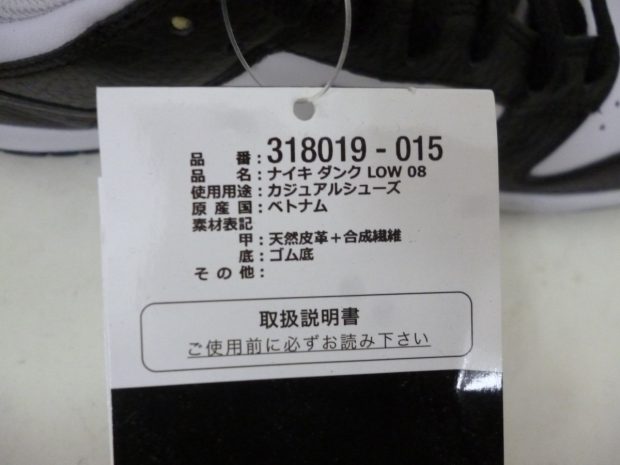 品番：318019-015
品名：ナイキ ダンク LOW 08
使用用途：カジュアルシューズ
原産国：ベトナム
素材表記
甲：天然皮革＋合成繊維
底：ゴム底
その他：
取扱説明書
ご使用前に必ずお読み下さい